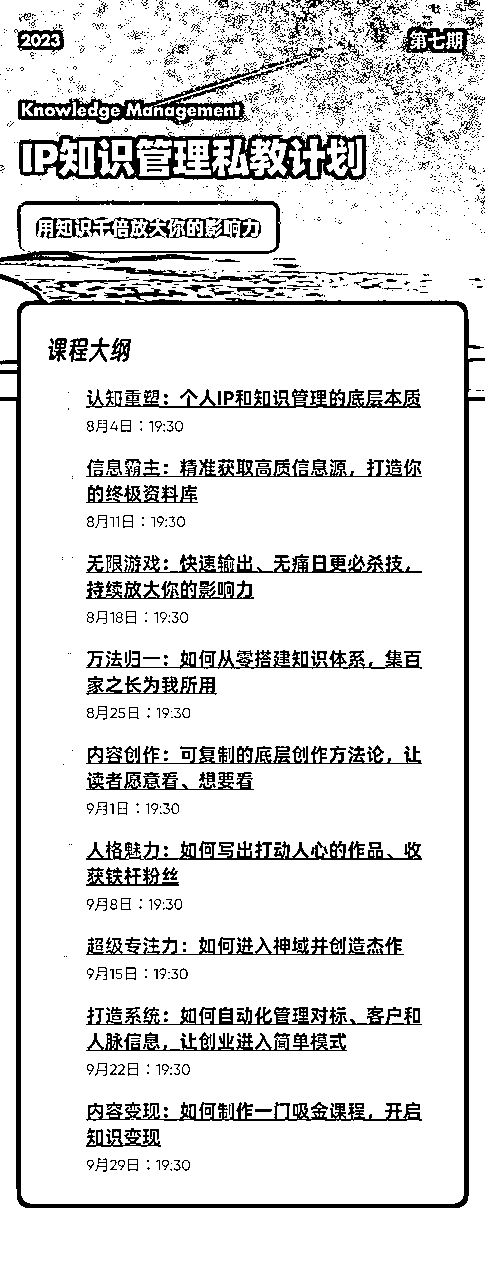 2023
第七期
Knowledge Management
IP知识管理私教计划
用知识千倍放大你的影响力
课程大纲
认知重塑：个人IP和知识管理的底层本质
8月4日：19:30
信息霸主：精准获取高质信息源，打造你
的终极资料库
8月11日：19:30
无限游戏：快速输出、无痛日更必杀技，
持续放大你的影响力
8月18日：19:30
万法归一：如何从零搭建知识体系，集百
家之长为我所用
8月25日：19:30
内容创作：可复制的底层创作方法论，让
读者愿意看、想要看
9月1日：19:30
人格魅力：如何写出打动人心的作品、收
获铁杆粉丝
9月8日：19:30
超级专注力：如何进入神域并创造杰作
9月15日：19:30
打造系统：如何自动化管理对标、客户和
人脉信息，让创业进入简单模式
9月22日：19:30
内容变现：如何制作一门吸金课程，开启
知识变现
9月29日：19:30